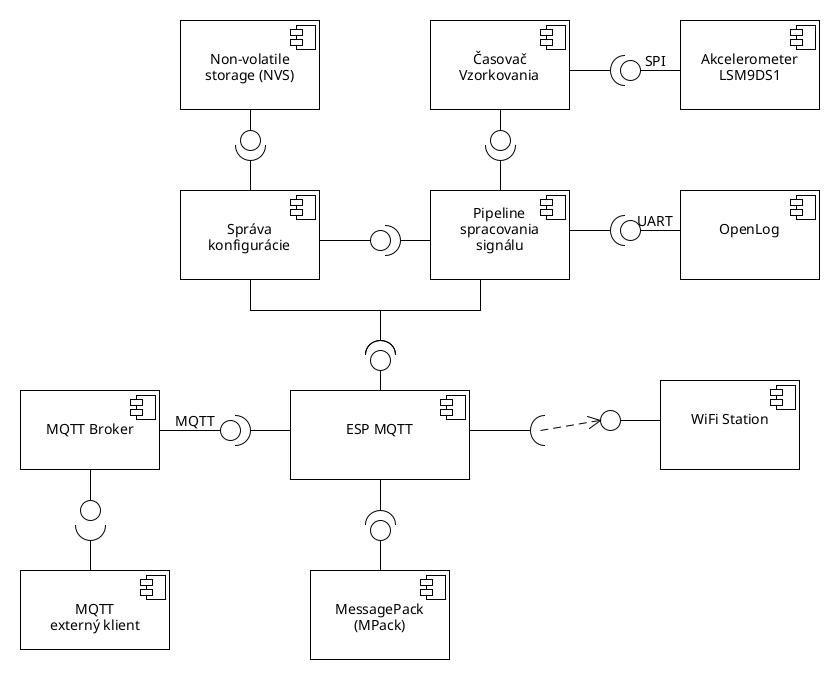 Non-volatile
storage (NVS)
Časovač
Vzorkovania
SPI
Akcelerometer
LSM9DS1
Správa
konfigurácie
Pipeline
spracovania
signálu
UART
OpenLog
MQTT Broker
MQTT
ESP MQTT
WiFi Station
MQTT
externý klient
MessagePack
(MPack)